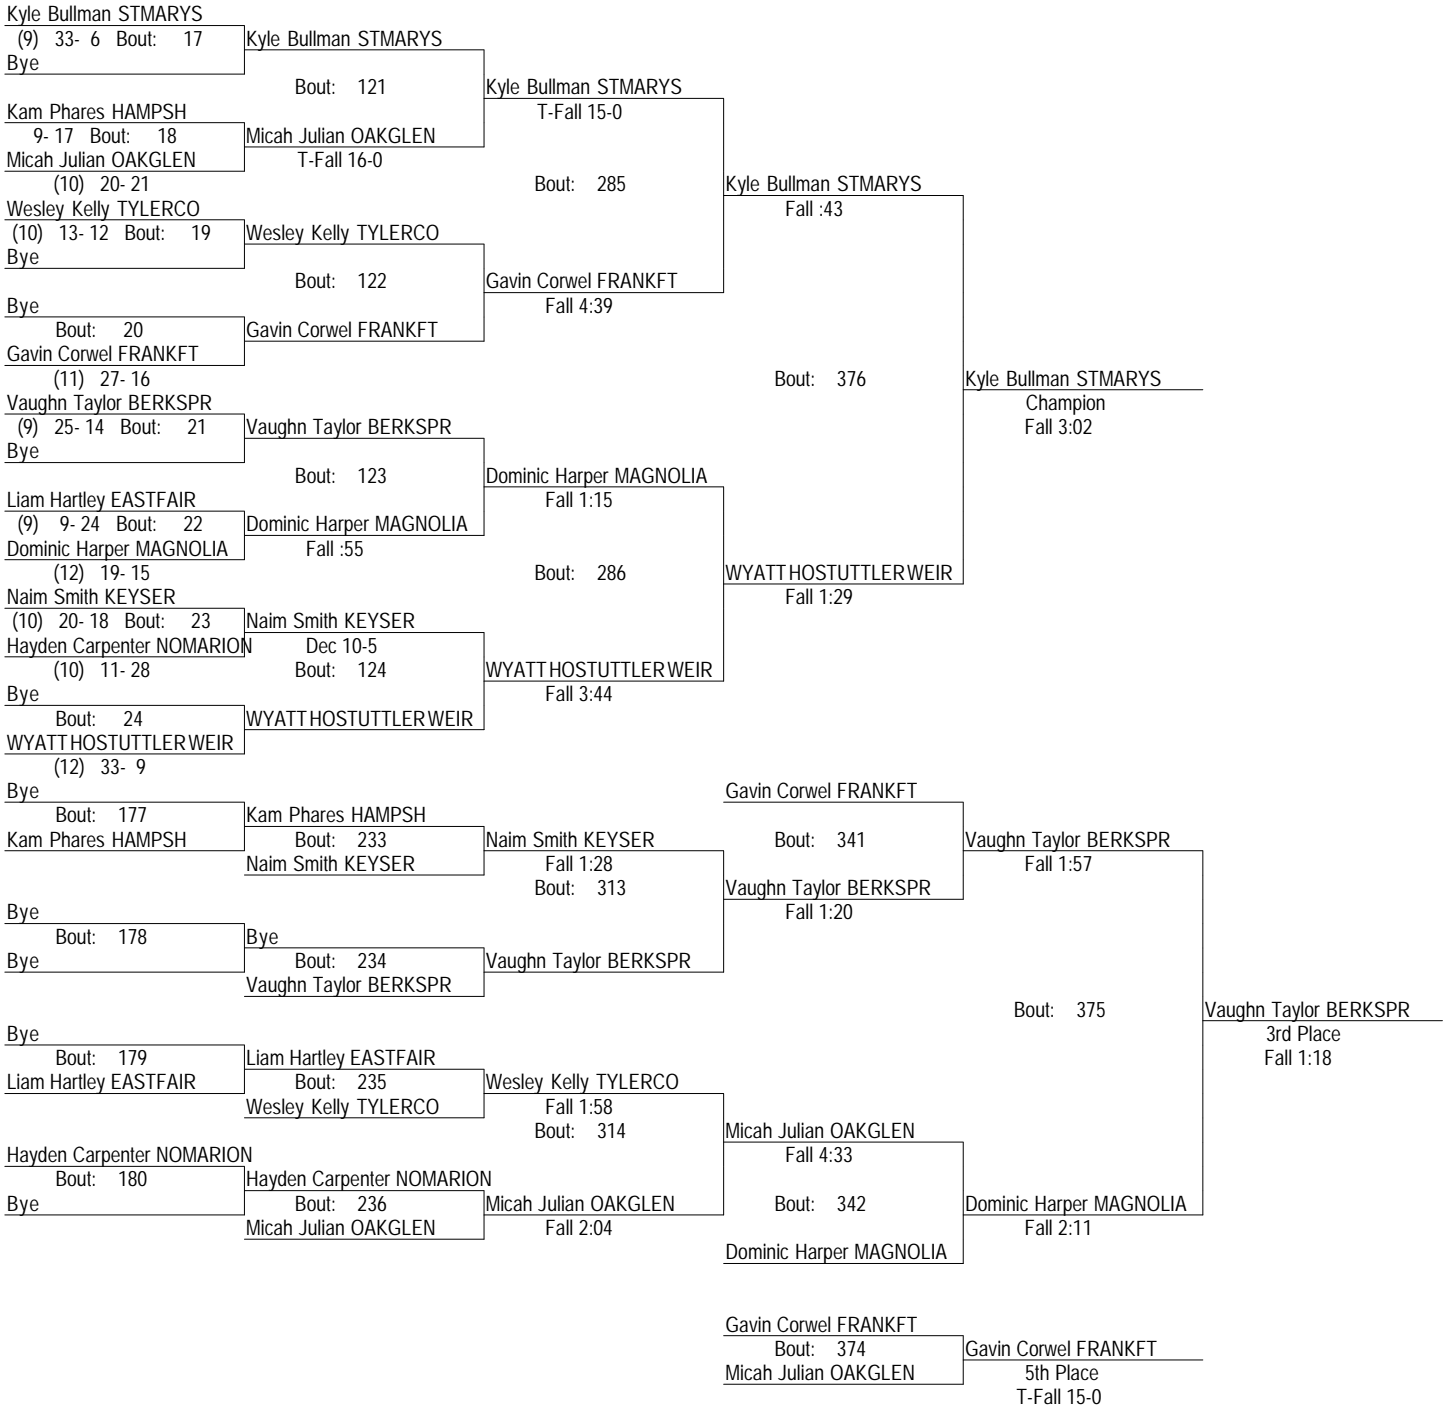 Kyle Bullman STMARYS
(9) 33- 6 Bout: 17 Kyle Bullman STMARYS
Bye
Bout: 121 Kyle Bullman STMARYS
Kam Phares HAMPSH T-Fall 15-0
9- 17 Bout: 18 Micah Julian OAKGLEN
Micah Julian OAKGLEN T-Fall 16-0
(10) 20- 21 Bout: 285 Kyle Bullman STMARYS
Wesley Kelly TYLERCO Fall :43
(10) 13- 12 Bout: 19 Wesley Kelly TYLERCO
Bye
Bout: 122 Gavin Corwel FRANKFT
Bye Fall 4:39
Bout: 20 Gavin Corwel FRANKFT
Gavin Corwel FRANKFT
(11) 27- 16 Bout: 376 Kyle Bullman STMARYS
Vaughn Taylor BERKSPR Champion
(9) 25- 14 Bout: 21 Vaughn Taylor BERKSPR Fall 3:02
Bye
Bout: 123 Dominic Harper MAGNOLIA
Liam Hartley EASTFAIR Fall 1:15
(9) 9- 24 Bout: 22 Dominic Harper MAGNOLIA
Dominic Harper MAGNOLIA Fall :55
(12) 19- 15 Bout: 286 WYATT HOSTUTTLER WEIR
Naim Smith KEYSER Fall 1:29
(10) 20- 18 Bout: 23 Naim Smith KEYSER
Hayden Carpenter NOMARION Dec 10-5
(10) 11- 28 Bout: 124 WYATT HOSTUTTLER WEIR
Bye Fall 3:44
Bout: 24 WYATT HOSTUTTLER WEIR
WYATT HOSTUTTLER WEIR
(12) 33- 9
Bye Gavin Corwel FRANKFT
Bout: 177 Kam Phares HAMPSH
Kam Phares HAMPSH Bout: 233 Naim Smith KEYSER Bout: 341 Vaughn Taylor BERKSPR
Naim Smith KEYSER Fall 1:28 Fall 1:57
Bout: 313 Vaughn Taylor BERKSPR
Bye Fall 1:20
Bout: 178 Bye
Bye Bout: 234 Vaughn Taylor BERKSPR
Vaughn Taylor BERKSPR
Bout: 375 Vaughn Taylor BERKSPR
Bye 3rd Place
Bout: 179 Liam Hartley EASTFAIR Fall 1:18
Liam Hartley EASTFAIR Bout: 235 Wesley Kelly TYLERCO
Wesley Kelly TYLERCO Fall 1:58
Bout: 314 Micah Julian OAKGLEN
Hayden Carpenter NOMARION Fall 4:33
Bout: 180 Hayden Carpenter NOMARION
Bye Bout: 236 Micah Julian OAKGLEN Bout: 342 Dominic Harper MAGNOLIA
Micah Julian OAKGLEN Fall 2:04 Fall 2:11
Dominic Harper MAGNOLIA
Gavin Corwel FRANKFT
Bout: 374 Gavin Corwel FRANKFT
Micah Julian OAKGLEN 5th Place
T-Fall 15-0